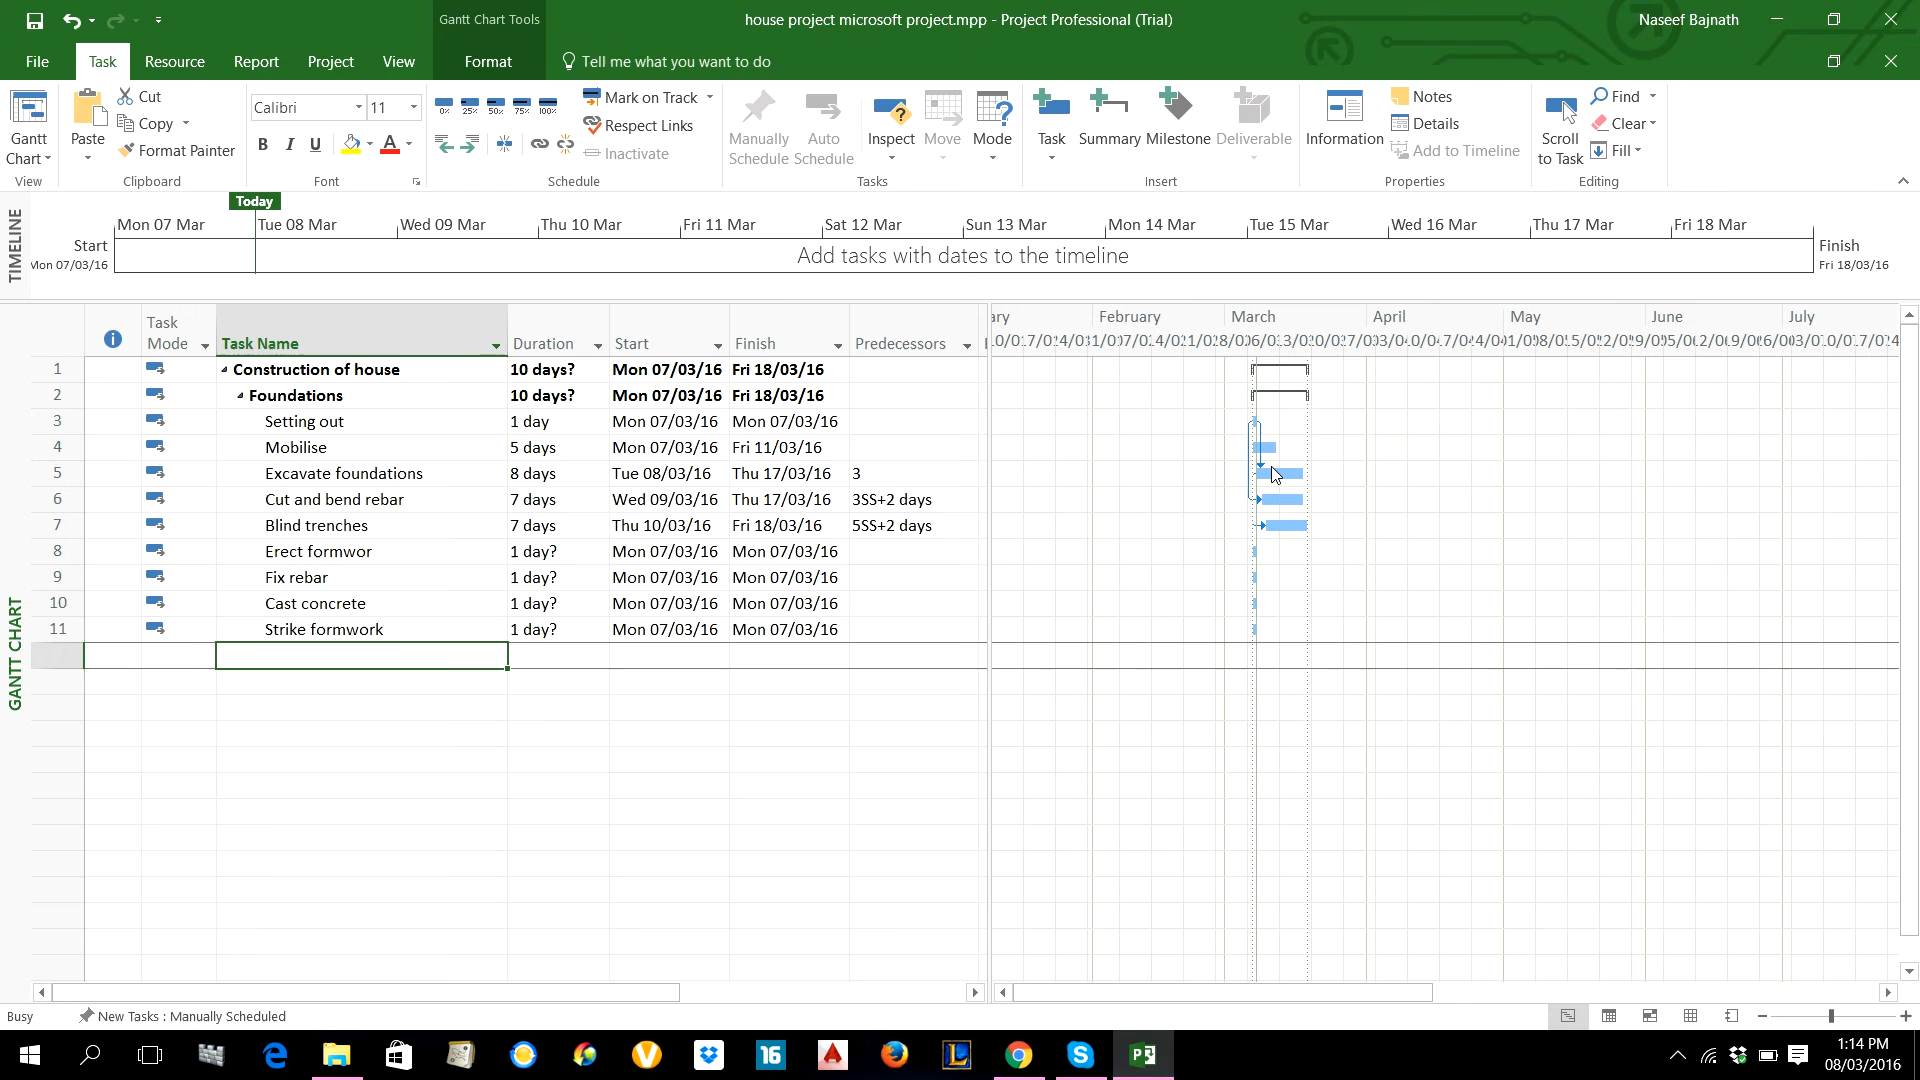 Gantt Chart Tools
house project microsoft project.mpp - Project Professional (Trial)
Naseef Bajnath
File Task Resource Report Project View Format Tell me what you want to do
Gantt Chart
View
Paste
Cut
Copy
Format Painter
Clipboard
Calibri 11
B I U A
Font
0% 25% 50% 75% 100%
Mark on Track
Respect Links
Inactivate
Schedule
Manually Schedule
Auto Schedule
Inspect
Move
Mode
Tasks
Task
Summary
Milestone
Deliverable
Insert
Information
Notes
Details
Add to Timeline
Properties
Scroll to Task
Find
Clear
Fill
Editing
TIMELINE
Today
Mon 07 Mar Tue 08 Mar Wed 09 Mar Thu 10 Mar Fri 11 Mar Sat 12 Mar Sun 13 Mar Mon 14 Mar Tue 15 Mar Wed 16 Mar Thu 17 Mar Fri 18 Mar
Start
Mon 07/03/16
Add tasks with dates to the timeline
Finish
Fri 18/03/16
GANTT CHART
Task Mode Task Name Duration Start Finish Predecessors
February March April May June July
1 Construction of house 10 days? Mon 07/03/16 Fri 18/03/16
2 Foundations 10 days? Mon 07/03/16 Fri 18/03/16
3 Setting out 1 day Mon 07/03/16 Mon 07/03/16
4 Mobilise 5 days Mon 07/03/16 Fri 11/03/16
5 Excavate foundations 8 days Tue 08/03/16 Thu 17/03/16 3
6 Cut and bend rebar 7 days Wed 09/03/16 Thu 17/03/16 3SS+2 days
7 Blind trenches 7 days Thu 10/03/16 Fri 18/03/16 5SS+2 days
8 Erect formwor 1 day? Mon 07/03/16 Mon 07/03/16
9 Fix rebar 1 day? Mon 07/03/16 Mon 07/03/16
10 Cast concrete 1 day? Mon 07/03/16 Mon 07/03/16
11 Strike formwork 1 day? Mon 07/03/16 Mon 07/03/16
Busy New Tasks : Manually Scheduled
16
1:14 PM
08/03/2016